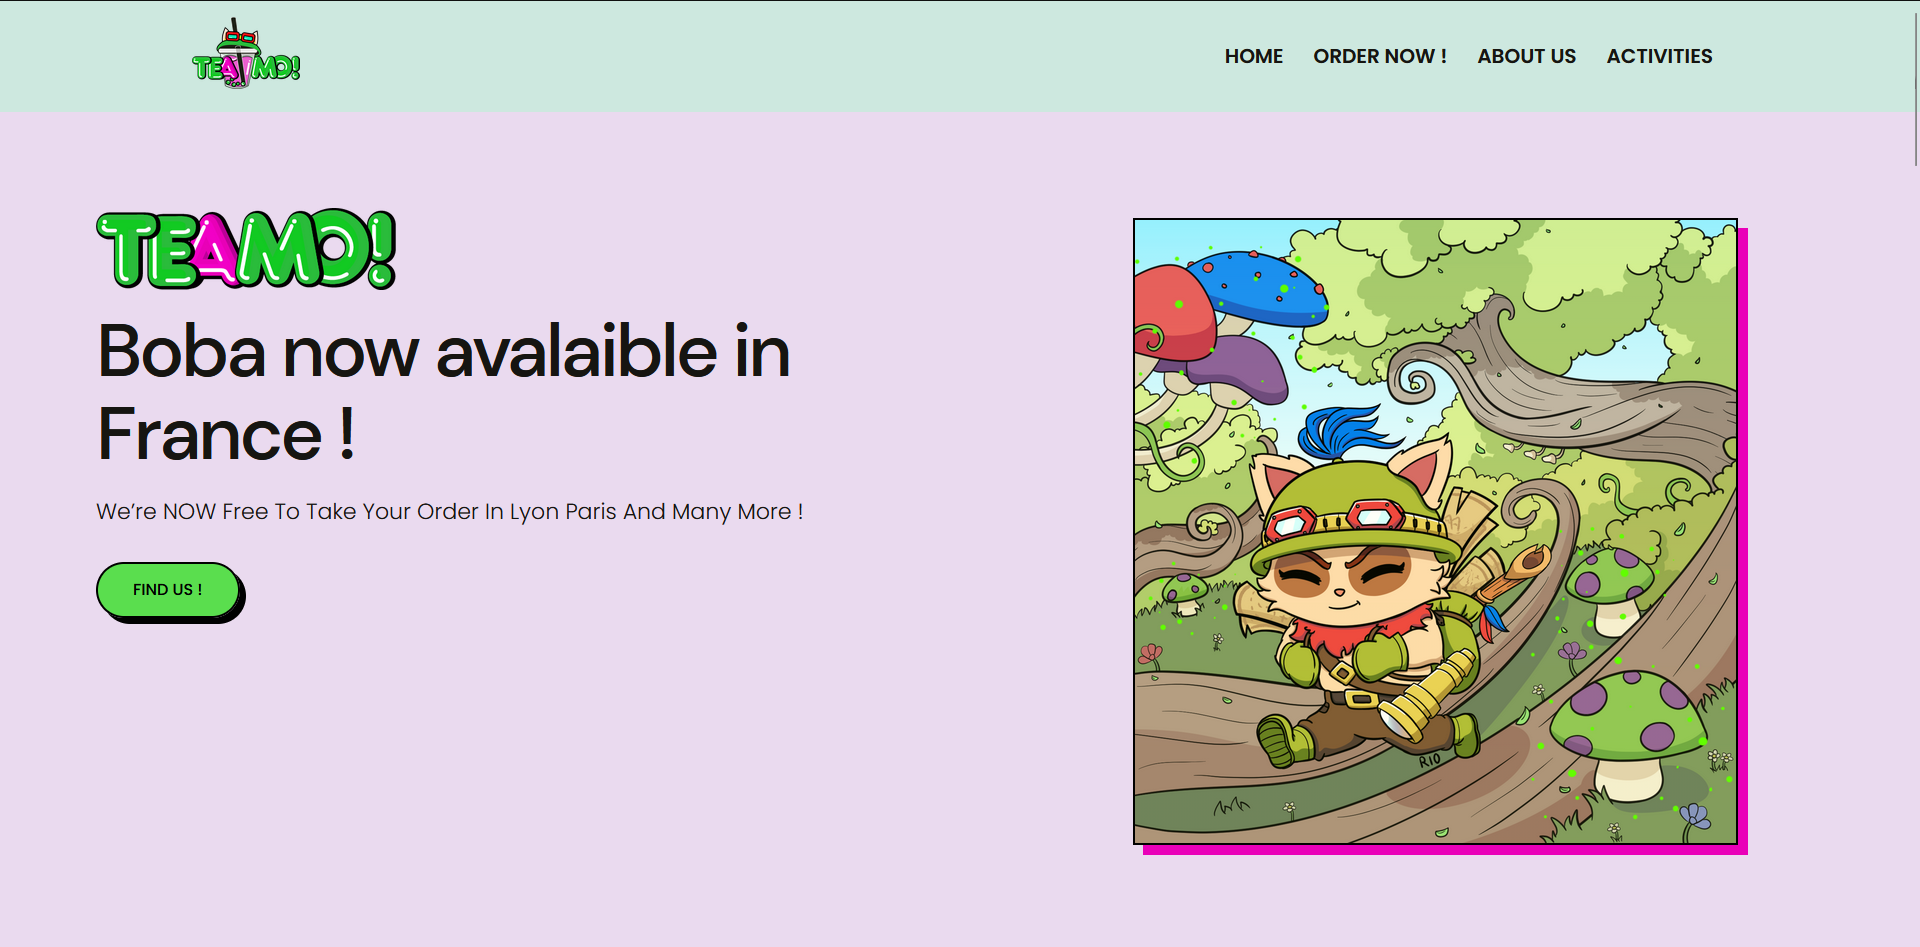 TEAMO!
HOME ORDER NOW ! ABOUT US ACTIVITIES
TEAMO!
Boba now avalaible in
France !
We're NOW Free To Take Your Order In Lyon Paris And Many More !
FIND US !
RIO